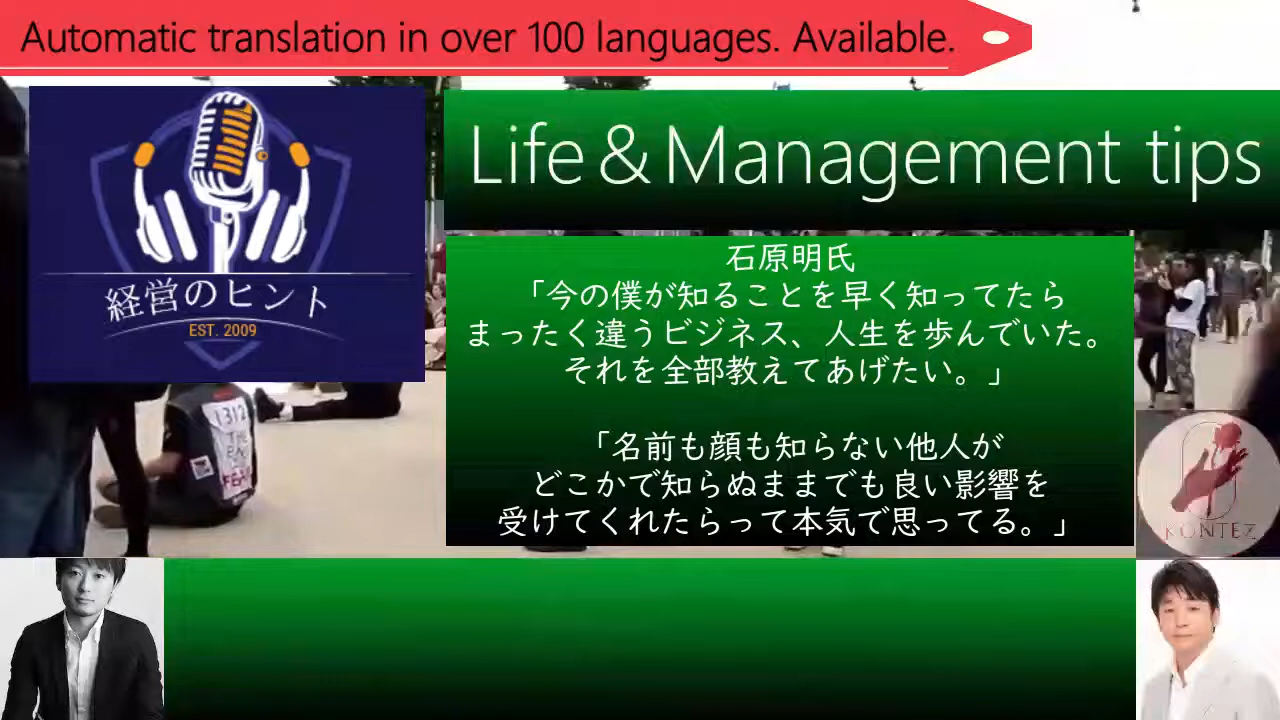 Automatic translation in over 100 languages. Available.
Life&Management tips
経営のヒント
EST. 2009
石原明氏
「今の僕が知ることを早く知ってたら
まったく違うビジネス、人生を歩んでいた。
それを全部教えてあげたい。」
「名前も顔も知らない他人が
どこかで知らぬままでも良い影響を
受けてくれたらって本気で思ってる。」
1312
THE
END
FEAR
KONTEZ